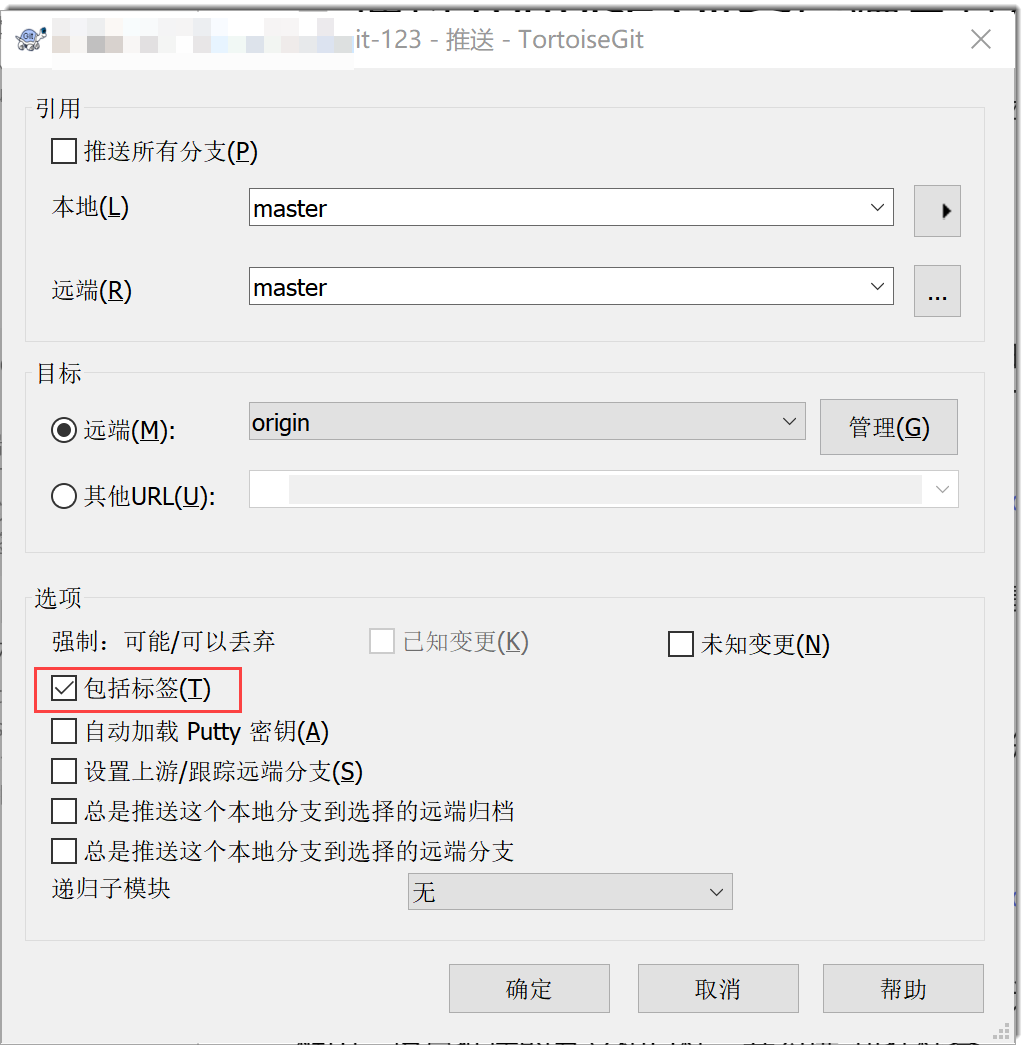 it-123 - 推送 - TortoiseGit
引用
推送所有分支(P)
本地(L) master
远端(R) master ...
目标
远端(M): origin 管理(G)
其他URL(U):
选项
强制：可能/可以丢弃 已知变更(K) 未知变更(N)
包括标签(T)
自动加载 Putty 密钥(A)
设置上游/跟踪远端分支(S)
总是推送这个本地分支到选择的远端归档
总是推送这个本地分支到选择的远端分支
递归子模块 无
确定 取消 帮助